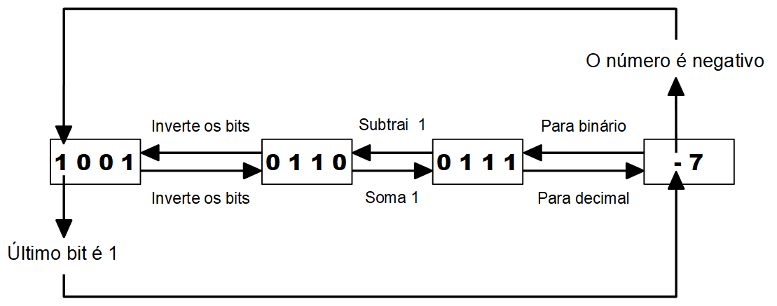 O número é negativo
Inverte os bits
Subtrai 1
Para binário
1 0 0 1
0 1 1 0
0 1 1 1
- 7
Inverte os bits
Soma 1
Para decimal
Último bit é 1